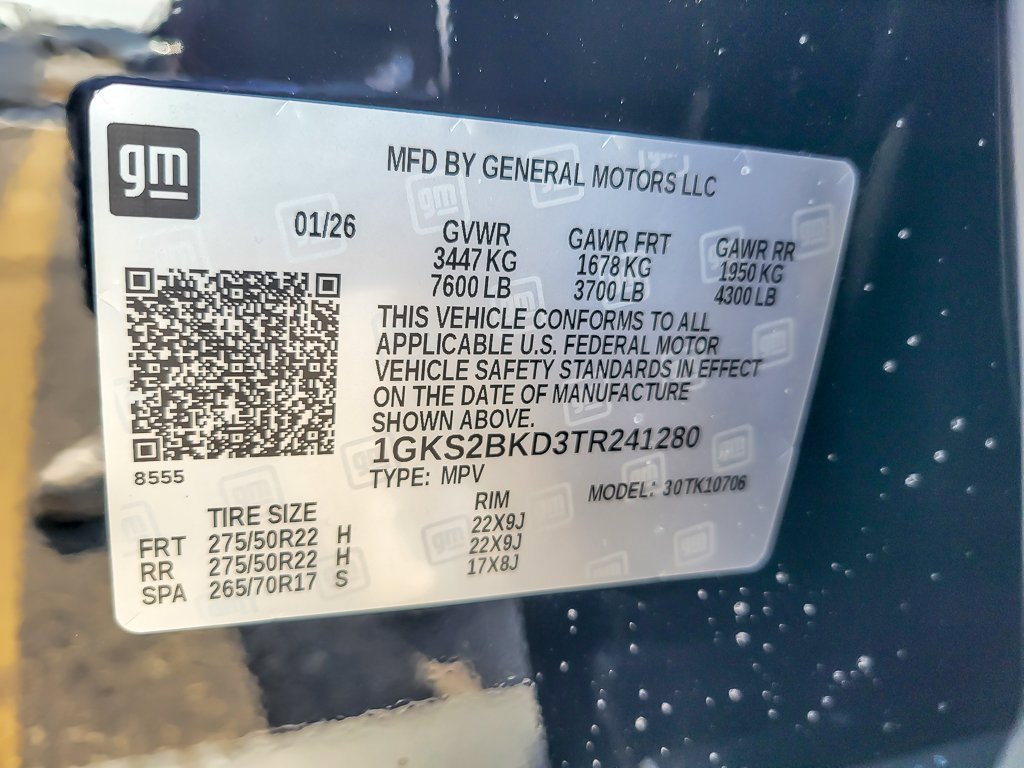 gm
MFD BY GENERAL MOTORS LLC
01/26
GVWR
3447 KG
7600 LB
GAWR FRT
1678 KG
3700 LB
GAWR RR
1950 KG
4300 LB
THIS VEHICLE CONFORMS TO ALL
APPLICABLE U.S. FEDERAL MOTOR
VEHICLE SAFETY STANDARDS IN EFFECT
ON THE DATE OF MANUFACTURE
SHOWN ABOVE.
1GKS2BKD3TR241280
TYPE: MPV
MODEL: 30TK10706
8555
TIRE SIZE RIM
FRT 275/50R22 H 22X9J
RR 275/50R22 H 22X9J
SPA 265/70R17 S 17X8J